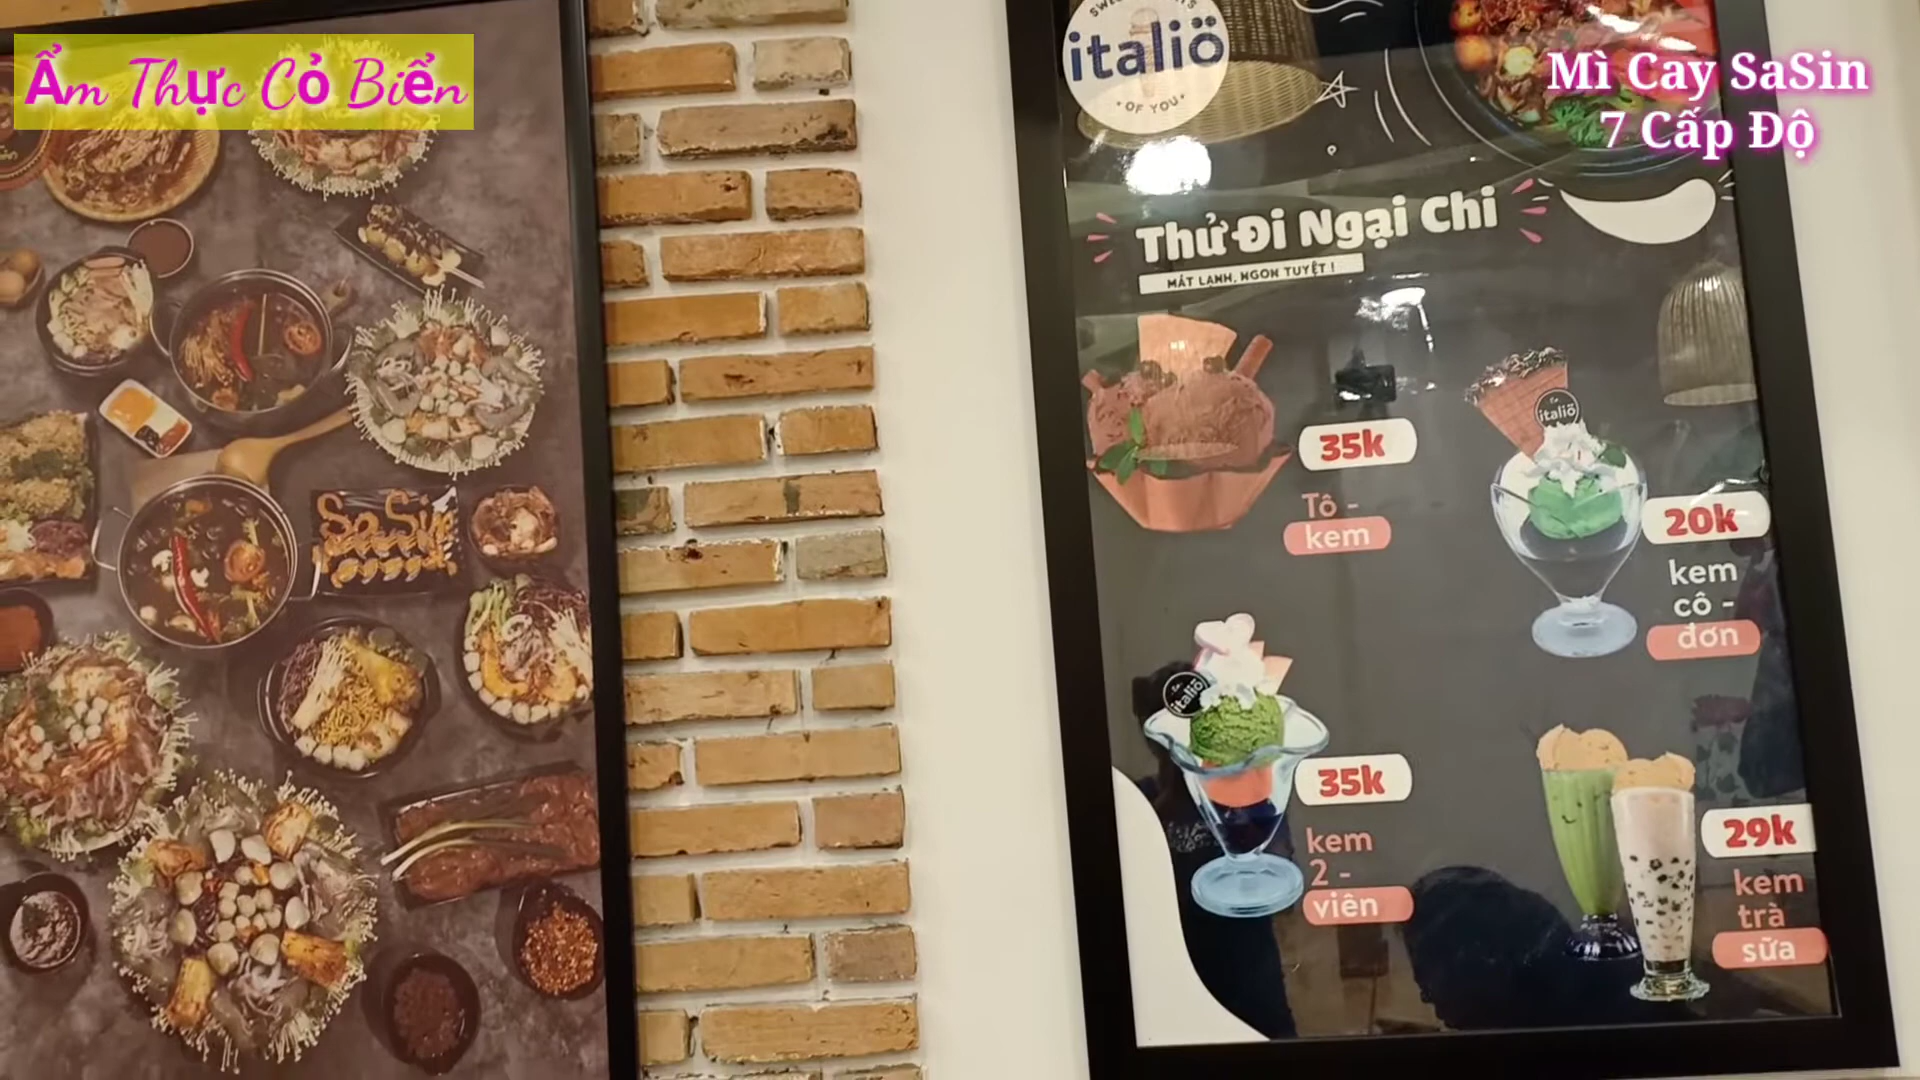 Ẩm Thực Cỏ Biển
Mì Cay SaSin
7 Cấp Độ
italiö
OF YOU
Thử Đi Ngại Chi
MÁT LẠNH, NGON TUYỆT !
35k
Tô -
kem
italiö
20k
kem
cô -
đơn
SaSin
italiö
35k
kem
2 -
viên
29k
kem
trà
sữa